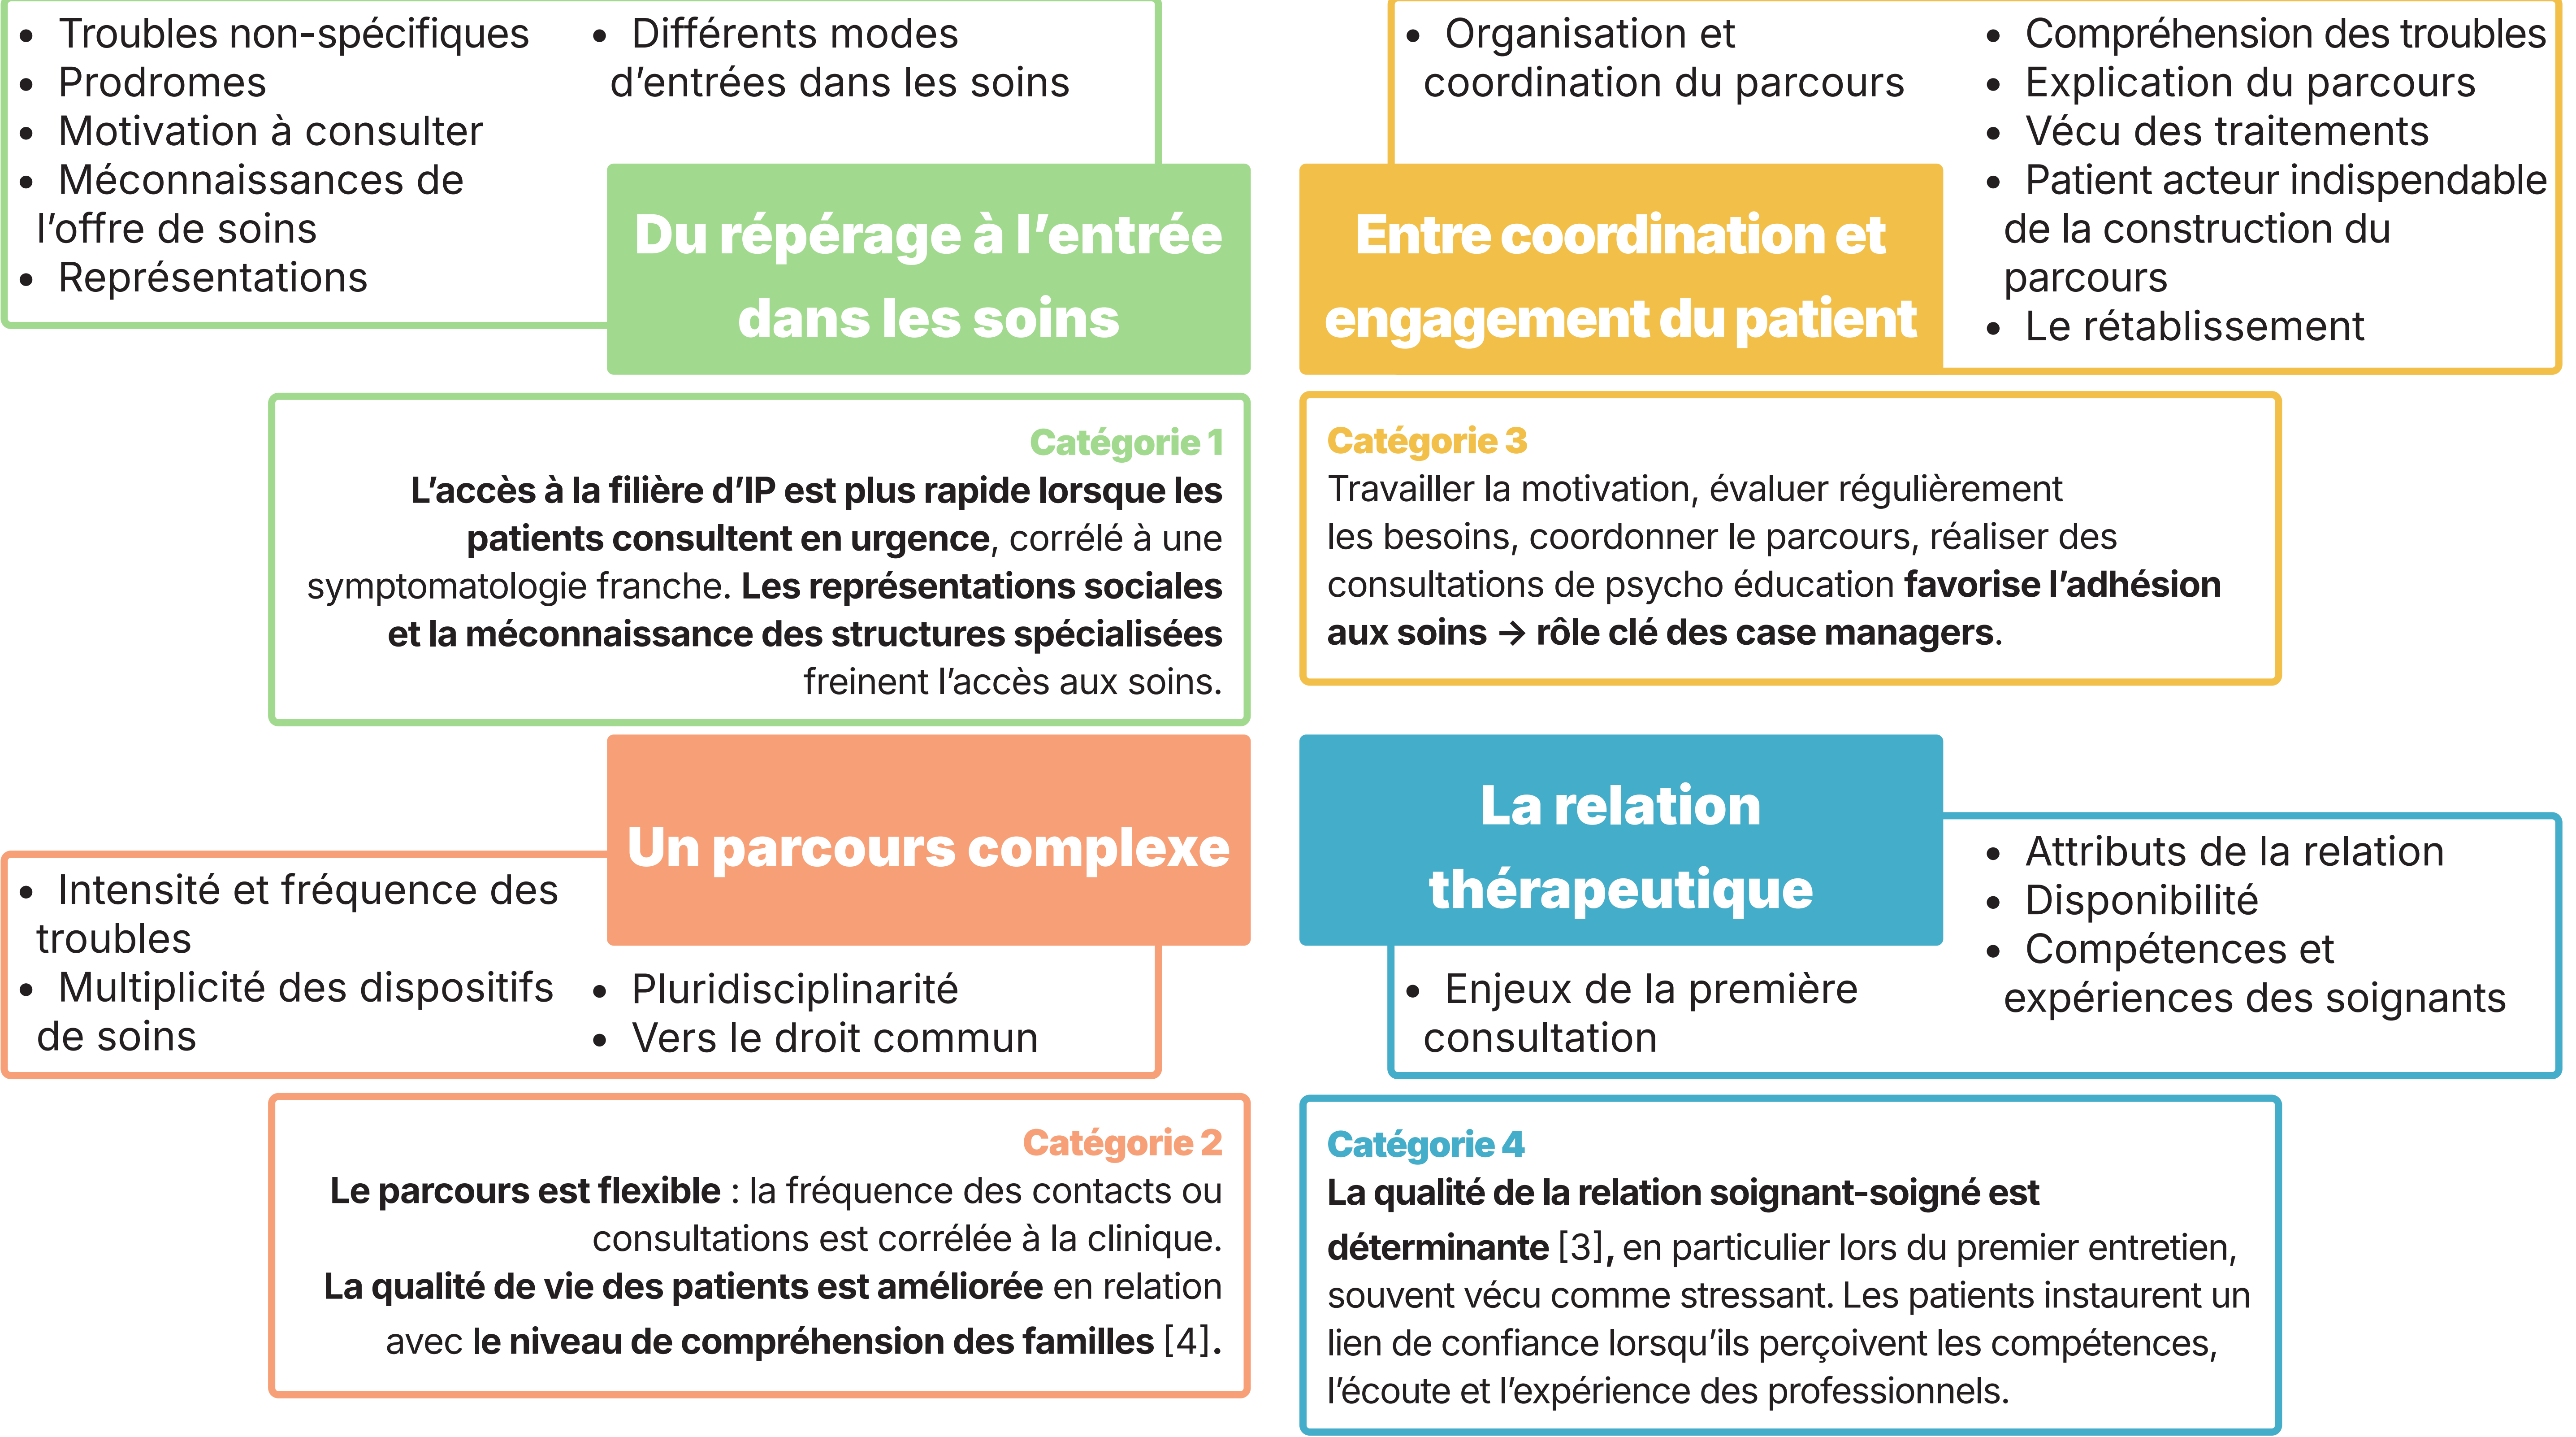 • Troubles non-spécifiques
• Prodromes
• Motivation à consulter
• Méconnaissances de
l’offre de soins
• Représentations
• Différents modes
d’entrées dans les soins
Du répérage à l’entrée
dans les soins
Catégorie 1
L’accès à la filière d’IP est plus rapide lorsque les
patients consultent en urgence, corrélé à une
symptomatologie franche. Les représentations sociales
et la méconnaissance des structures spécialisées
freinent l’accès aux soins.
• Organisation et
coordination du parcours
• Compréhension des troubles
• Explication du parcours
• Vécu des traitements
• Patient acteur indispendable
de la construction du
parcours
• Le rétablissement
Entre coordination et
engagement du patient
Catégorie 3
Travailler la motivation, évaluer régulièrement
les besoins, coordonner le parcours, réaliser des
consultations de psycho éducation favorise l’adhésion
aux soins → rôle clé des case managers.
Un parcours complexe
• Intensité et fréquence des
troubles
• Multiplicité des dispositifs
de soins
• Pluridisciplinarité
• Vers le droit commun
Catégorie 2
Le parcours est flexible : la fréquence des contacts ou
consultations est corrélée à la clinique.
La qualité de vie des patients est améliorée en relation
avec le niveau de compréhension des familles [4].
La relation
thérapeutique
• Enjeux de la première
consultation
• Attributs de la relation
• Disponibilité
• Compétences et
expériences des soignants
Catégorie 4
La qualité de la relation soignant-soigné est
déterminante [3], en particulier lors du premier entretien,
souvent vécu comme stressant. Les patients instaurent un
lien de confiance lorsqu’ils perçoivent les compétences,
l’écoute et l’expérience des professionnels.